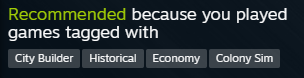 Recommended because you played
games tagged with
City Builder Historical Economy Colony Sim